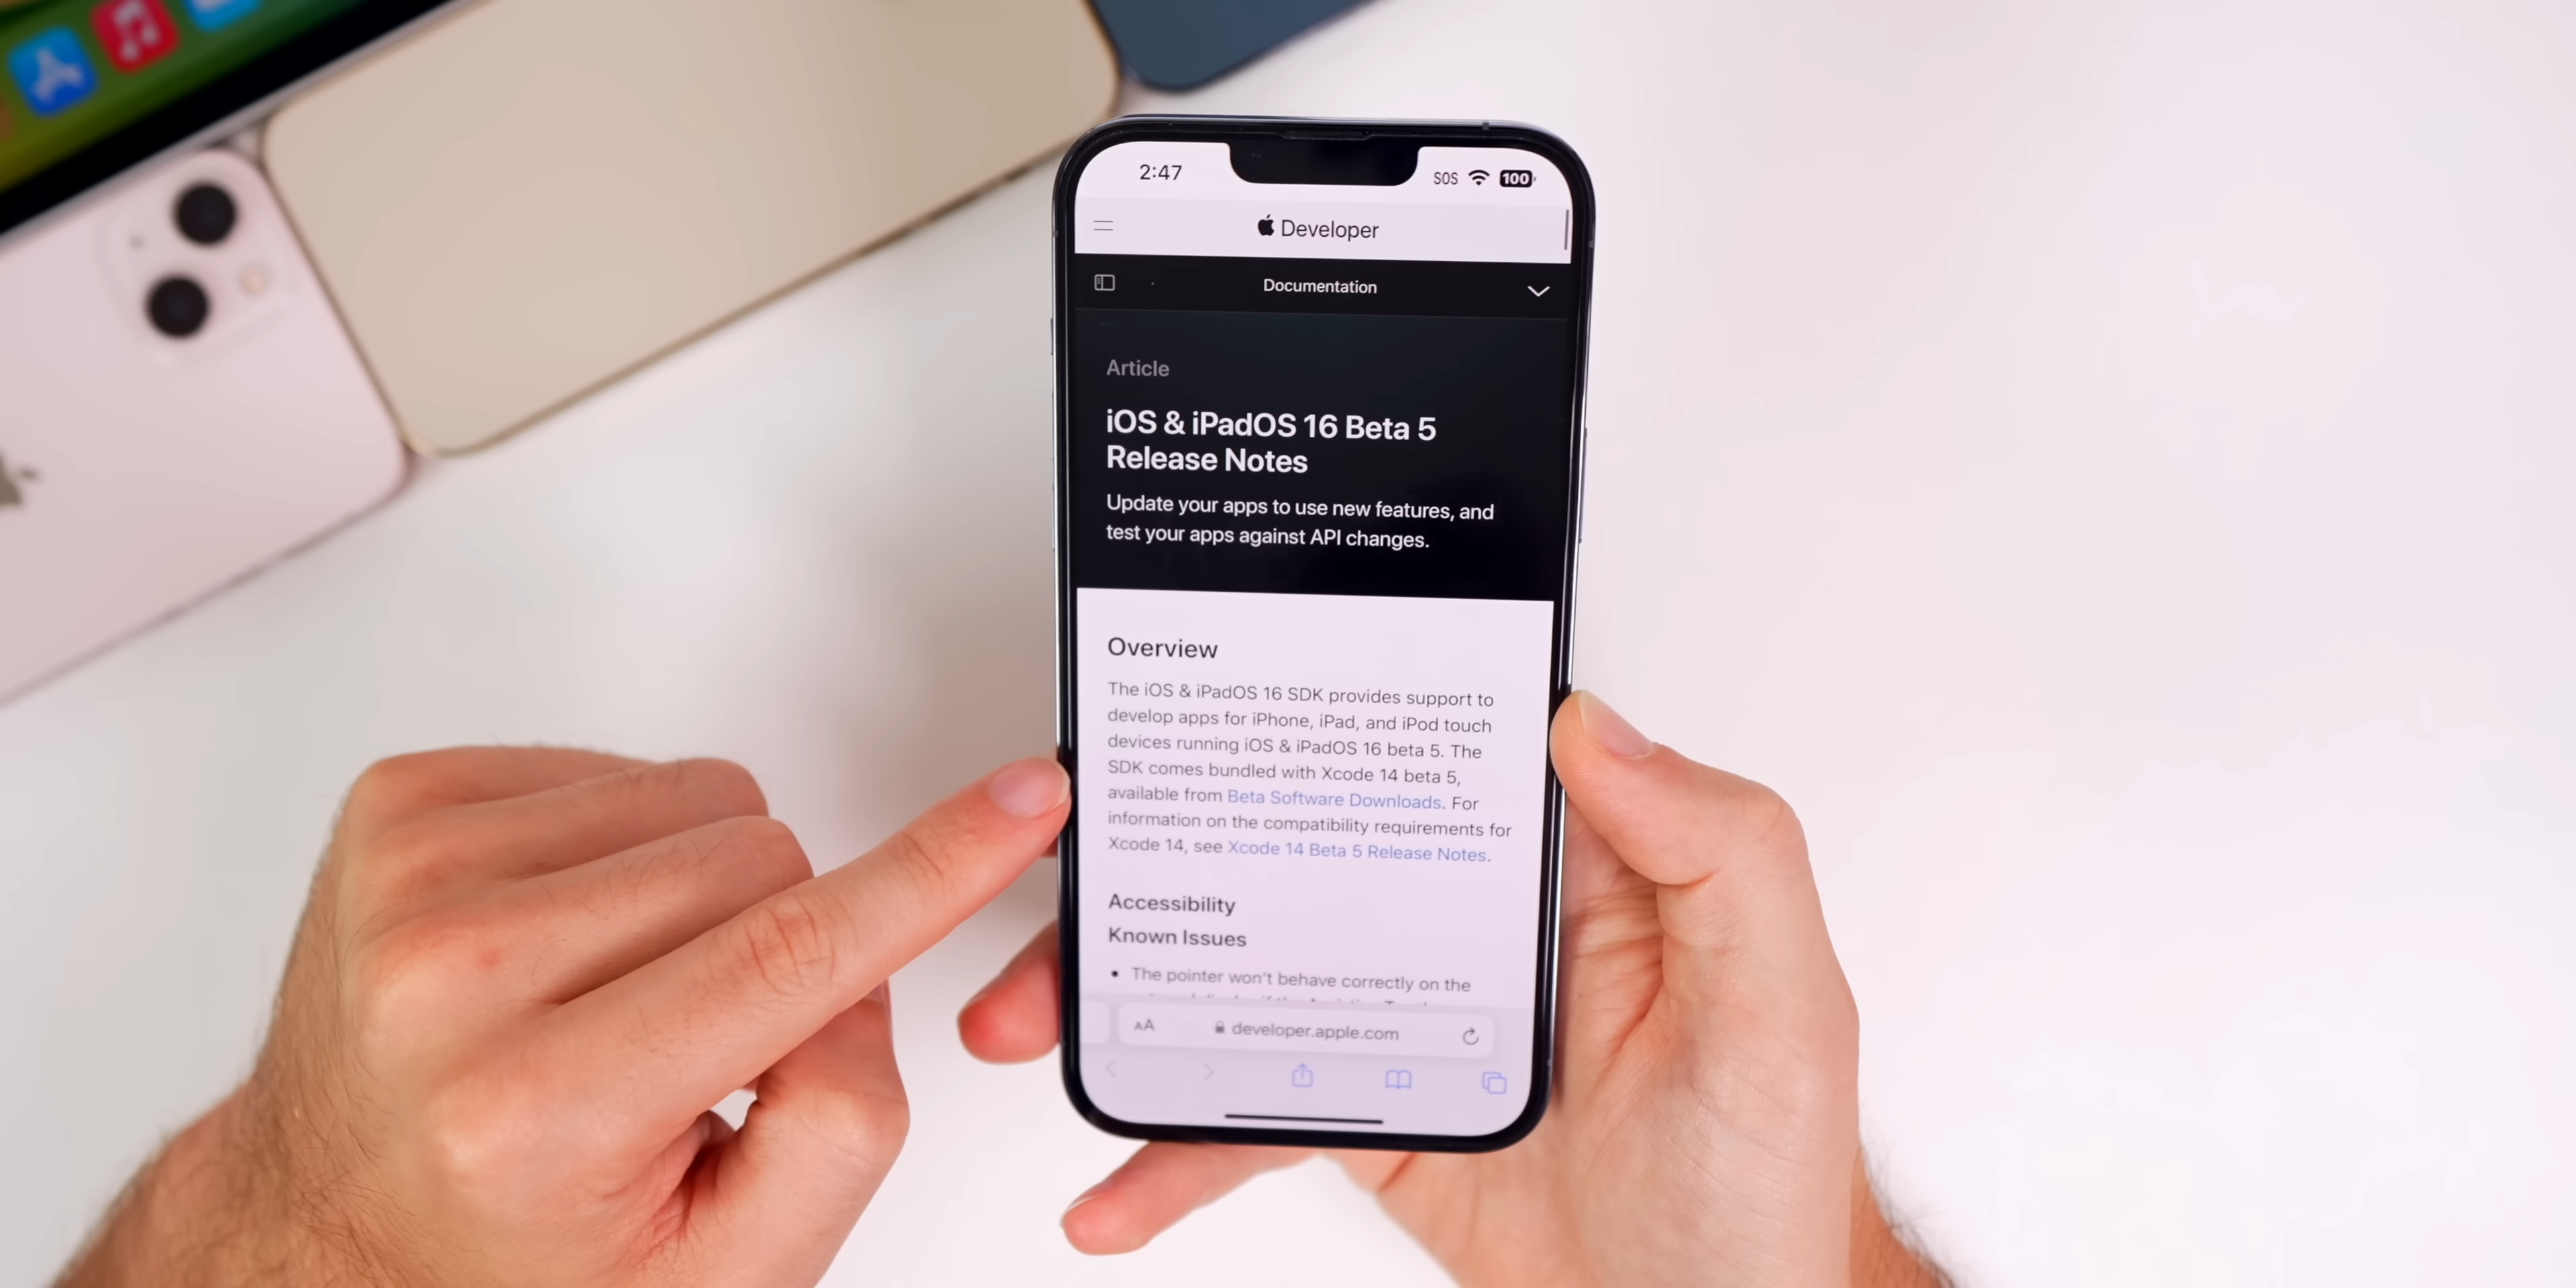 2:47
SOS
100
Developer
Documentation
Article
iOS & iPadOS 16 Beta 5
Release Notes
Update your apps to use new features, and
test your apps against API changes.
Overview
The iOS & iPadOS 16 SDK provides support to
develop apps for iPhone, iPad, and iPod touch
devices running iOS & iPadOS 16 beta 5. The
SDK comes bundled with Xcode 14 beta 5,
available from Beta Software Downloads. For
information on the compatibility requirements for
Xcode 14, see Xcode 14 Beta 5 Release Notes.
Accessibility
Known Issues
• The pointer won't behave correctly on the
AA
developer.apple.com